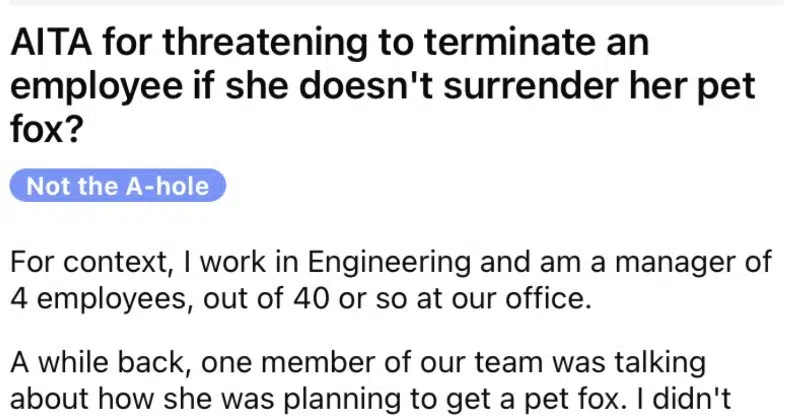 AITA for threatening to terminate an
employee if she doesn't surrender her pet
fox?
Not the A-hole
For context, I work in Engineering and am a manager of
4 employees, out of 40 or so at our office.
A while back, one member of our team was talking
about how she was planning to get a pet fox. I didn't